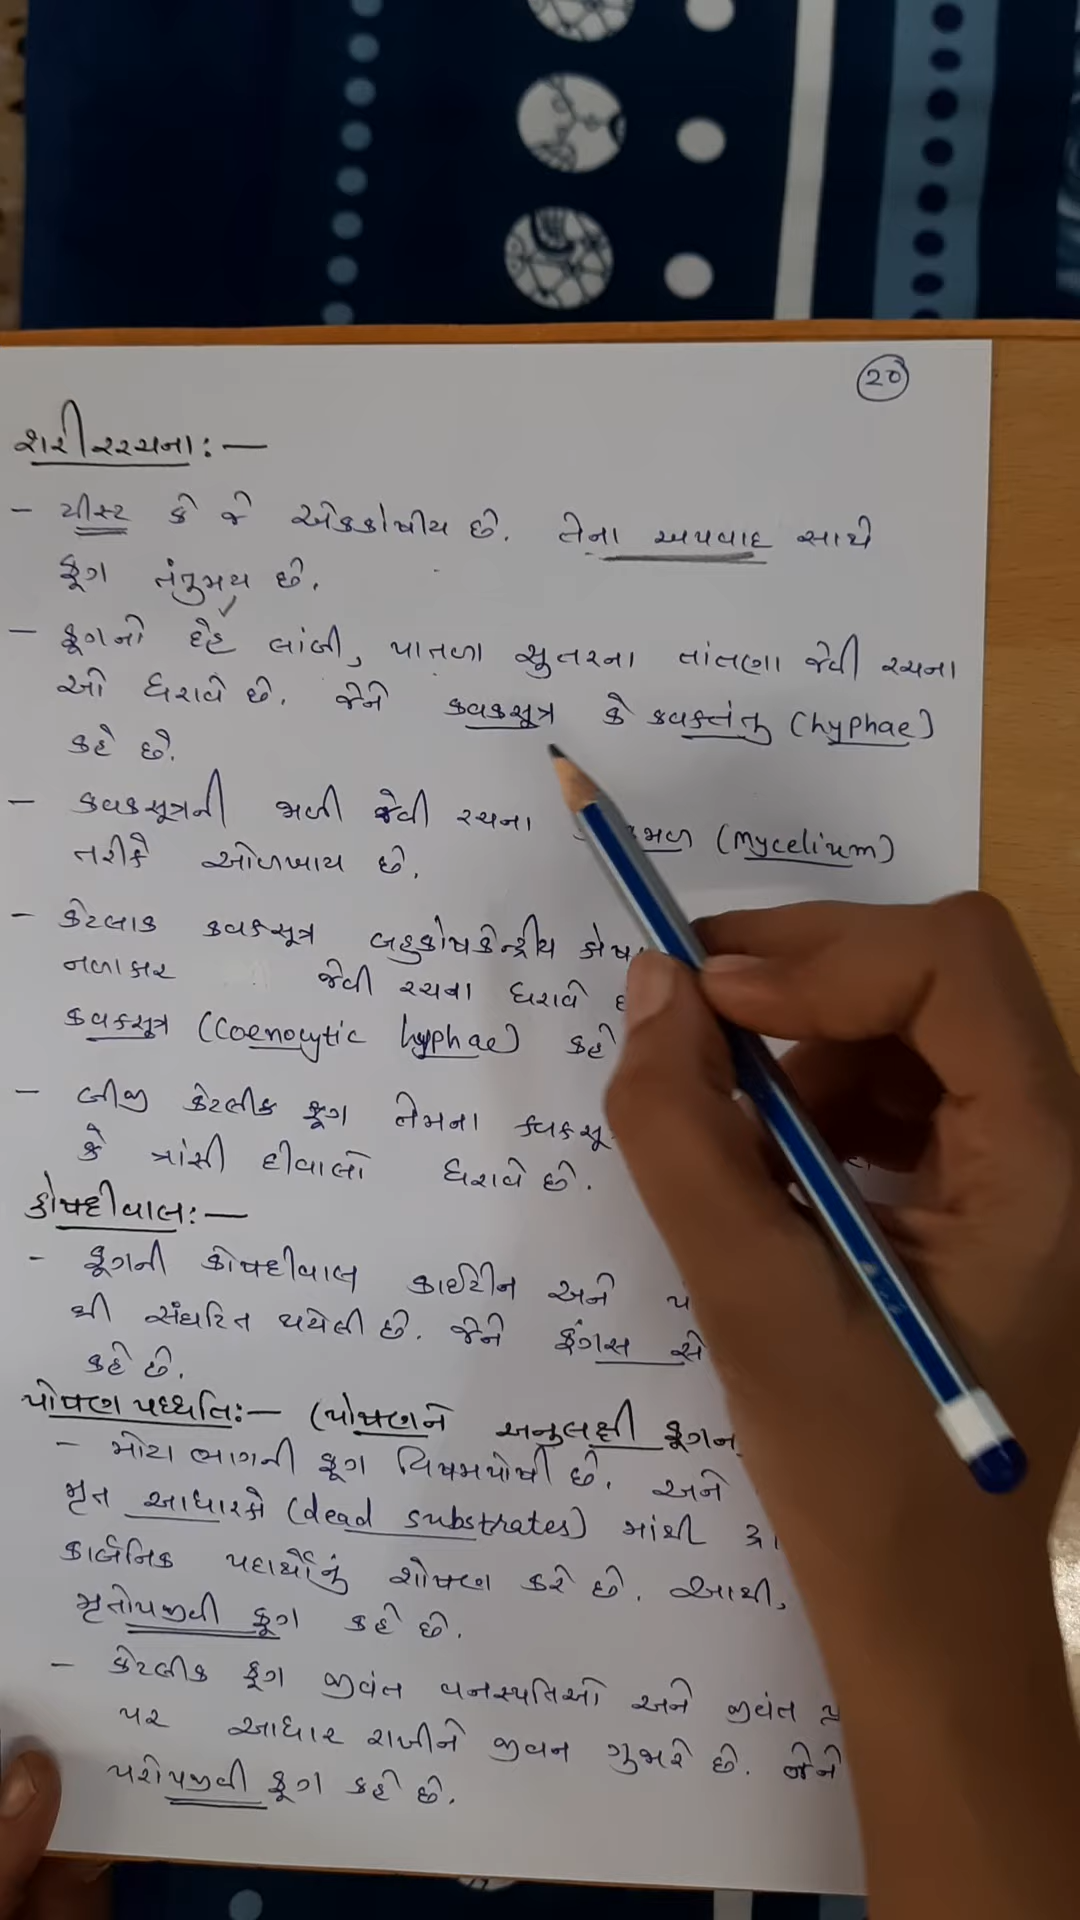 20
શરીરરચના:—
- યીસ્ટ કે જે એકકોષીય છે. તેના અપવાદ સાથે
ફૂગ તંતુમય છે.
- ફૂગનો દેહ લાંબી, પાતળા સુતરના તાંતણા જેવી રચના
ઓ ધરાવે છે. જેને કવકસૂત્ર કે કવકતંતુ (hyphae)
કહે છે.
- કવકસૂત્રની જાળી જેવી રચના જાળ (Mycelium)
તરીકે ઓળખાય છે.
- કેટલાક કવકસૂત્ર બહુકોષકેન્દ્રીય કોષ
નળાકાર જેવી રચના ધરાવે છે
કવકસૂત્ર (Coenocytic hyphae) કહે
- બીજી કેટલીક ફૂગ તેમના કવકસૂ
કે ત્રાંસી દીવાલો ધરાવે છે.
કોષદીવાલ:—
- ફૂગની કોષદીવાલ કાઈટીન અને પ
થી સંઘટિત થયેલી છે. જેને ફંગસ સે
કહે છે.
પોષણ પધ્ધતિ:— (પોષણને અનુલક્ષી ફૂગન
- મોટા ભાગની ફૂગ વિષમપોષી છે. અને
મૃત આધારકો (dead substrates) માંથી દ્રા
કાર્બનિક પદાર્થોનું શોષણ કરે છે. આથી,
મૃતોપજીવી ફૂગ કહે છે.
- કેટલીક ફૂગ જીવંત વનસ્પતિઓ અને જીવંત પ્રા
પર આધાર રાખીને જીવન ગુજારે છે. જેને
પરોપજીવી ફૂગ કહે છે.